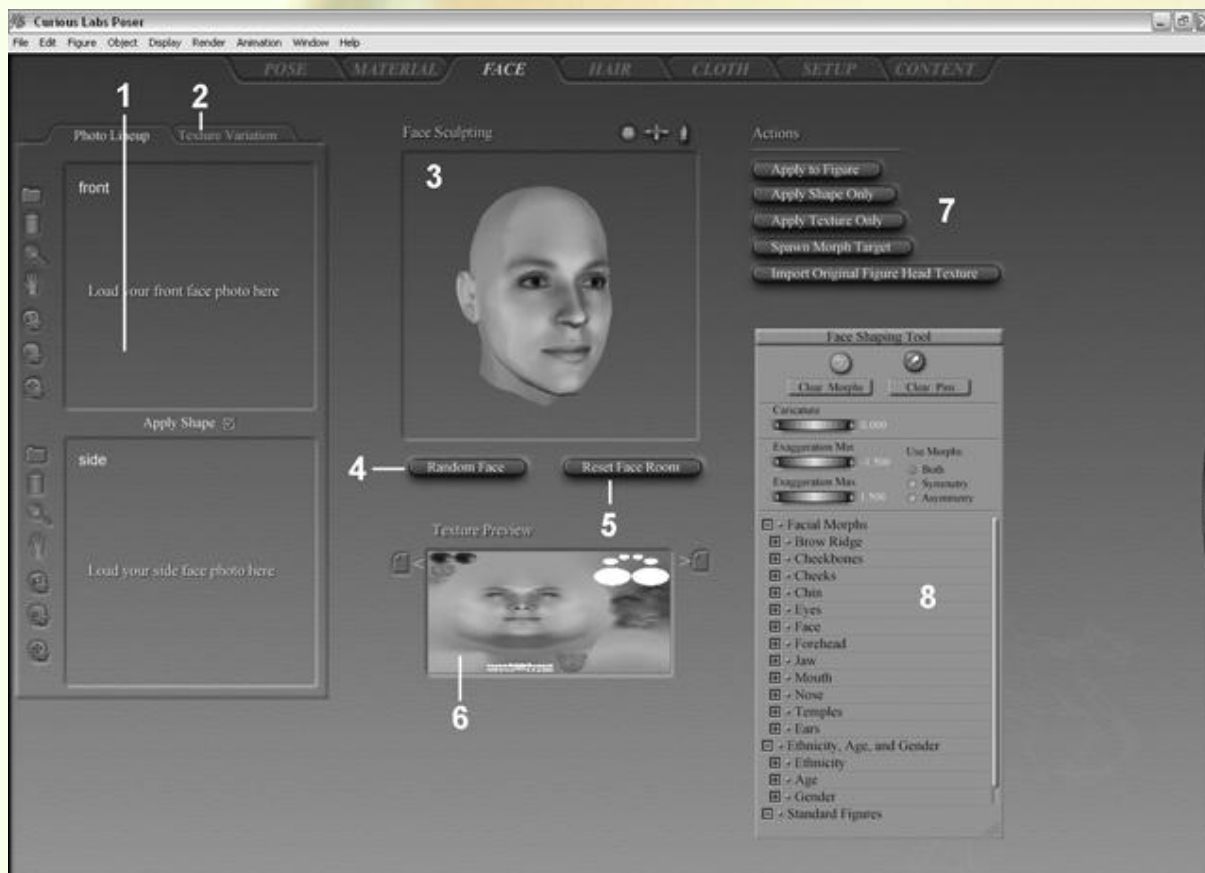 Curious Labs Poser
File Edit Figure Object Display Render Animation Window Help
POSE MATERIAL FACE HAIR CLOTH SETUP CONTENT
1
2
Photo Lineup Texture Variation
front
Load your front face photo here
Apply Shape
side
Load your side face photo here
Face Sculpting
3
4
Random Face
Reset Face Room
5
Texture Preview
<
>
6
Actions
Apply to Figure
Apply Shape Only
Apply Texture Only
Spawn Morph Target
Import Original Figure Head Texture
7
Face Shaping Tool
Clear Morphs Clear Pins
Caricature
0.000
Exaggeration Min
-1.500
Exaggeration Max
1.500
Use Morphs
Both
Symmetry
Asymmetry
Facial Morphs
Brow Ridge
Cheekbones
Cheeks
Chin
Eyes
Face
Forehead
Jaw
Mouth
Nose
Temples
Ears
Ethnicity, Age, and Gender
Ethnicity
Age
Gender
Standard Figures
8